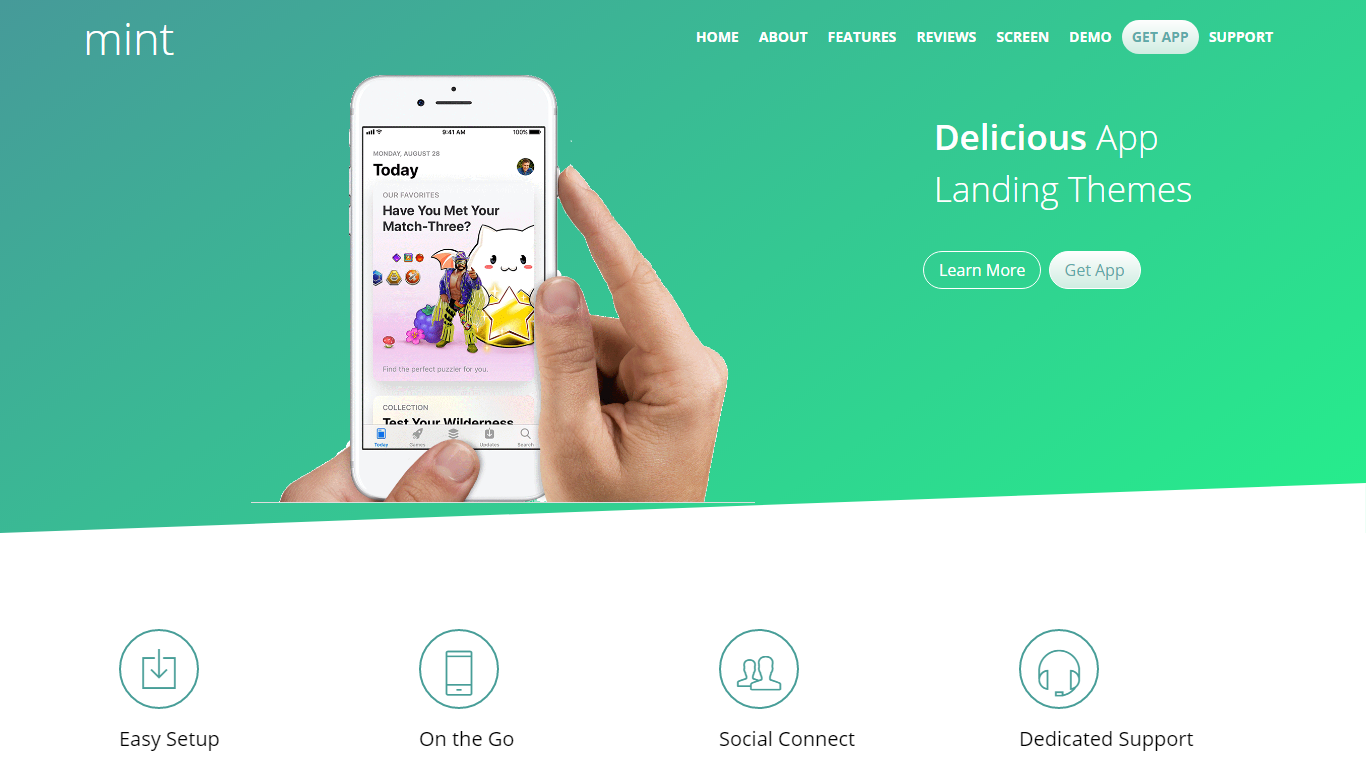 mint
HOME ABOUT FEATURES REVIEWS SCREEN DEMO GET APP SUPPORT
9:41 AM 100%
MONDAY, AUGUST 28
Today
OUR FAVORITES
Have You Met Your
Match-Three?
Find the perfect puzzler for you.
COLLECTION
Test Your Wilderness
Today Games Updates Search
Delicious App
Landing Themes
Learn More Get App
Easy Setup
On the Go
Social Connect
Dedicated Support